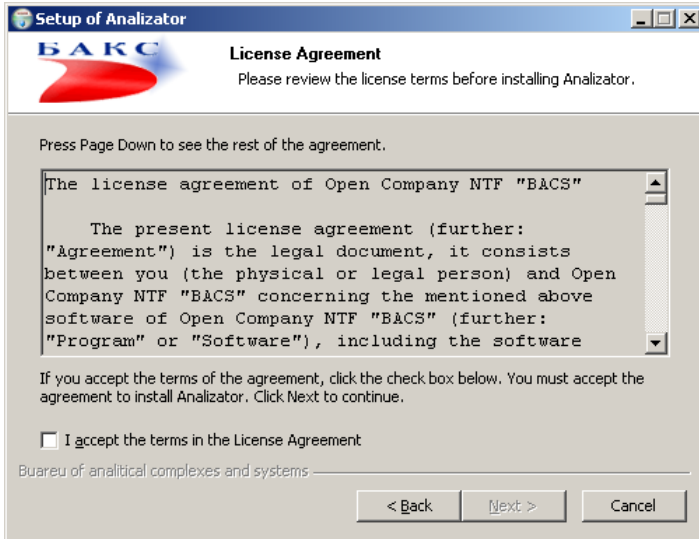 Setup of Analizator
БАКС
License Agreement
Please review the license terms before installing Analizator.
Press Page Down to see the rest of the agreement.
The license agreement of Open Company NTF "BACS"
The present license agreement (further:
"Agreement") is the legal document, it consists
between you (the physical or legal person) and Open
Company NTF "BACS" concerning the mentioned above
software of Open Company NTF "BACS" (further:
"Program" or "Software"), including the software
If you accept the terms of the agreement, click the check box below. You must accept the
agreement to install Analizator. Click Next to continue.
I accept the terms in the License Agreement
Buareu of analitical complexes and systems
< Back
Next >
Cancel